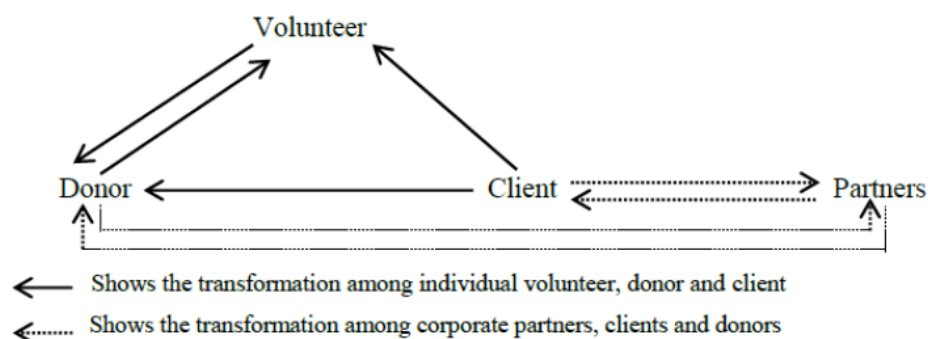 Volunteer
Donor Client Partners
Shows the transformation among individual volunteer, donor and client
Shows the transformation among corporate partners, clients and donors